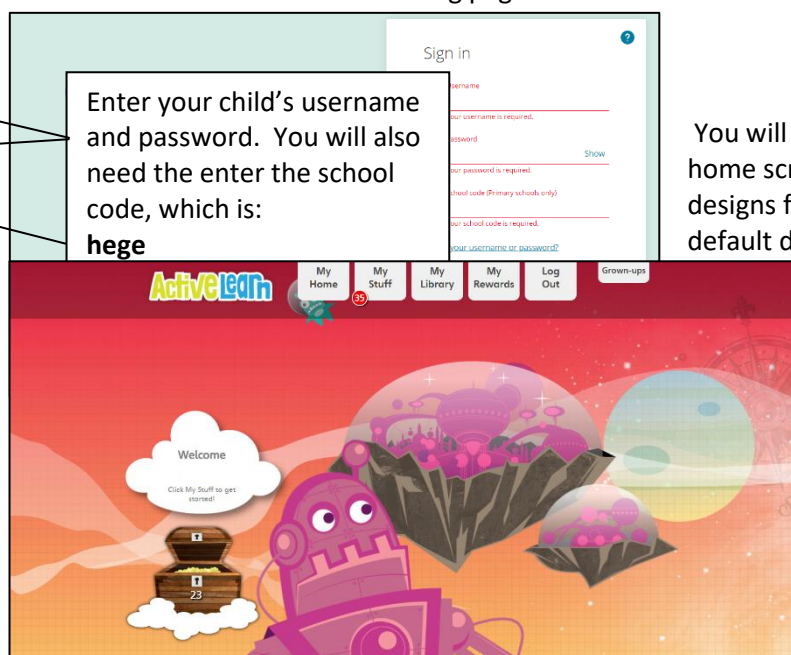 Sign in
Username
Your username is required.
Password
Show
Your password is required.
School code (Primary schools only)
Your school code is required.
your username or password?
Enter your child's username
and password. You will also
need the enter the school
code, which is:
hege
You will
home scr
designs f
default d
ActiveLearn
My
Home
My
Stuff
35
My
Library
My
Rewards
Log
Out
Grown-ups
Welcome
Click My Stuff to get
started!
23